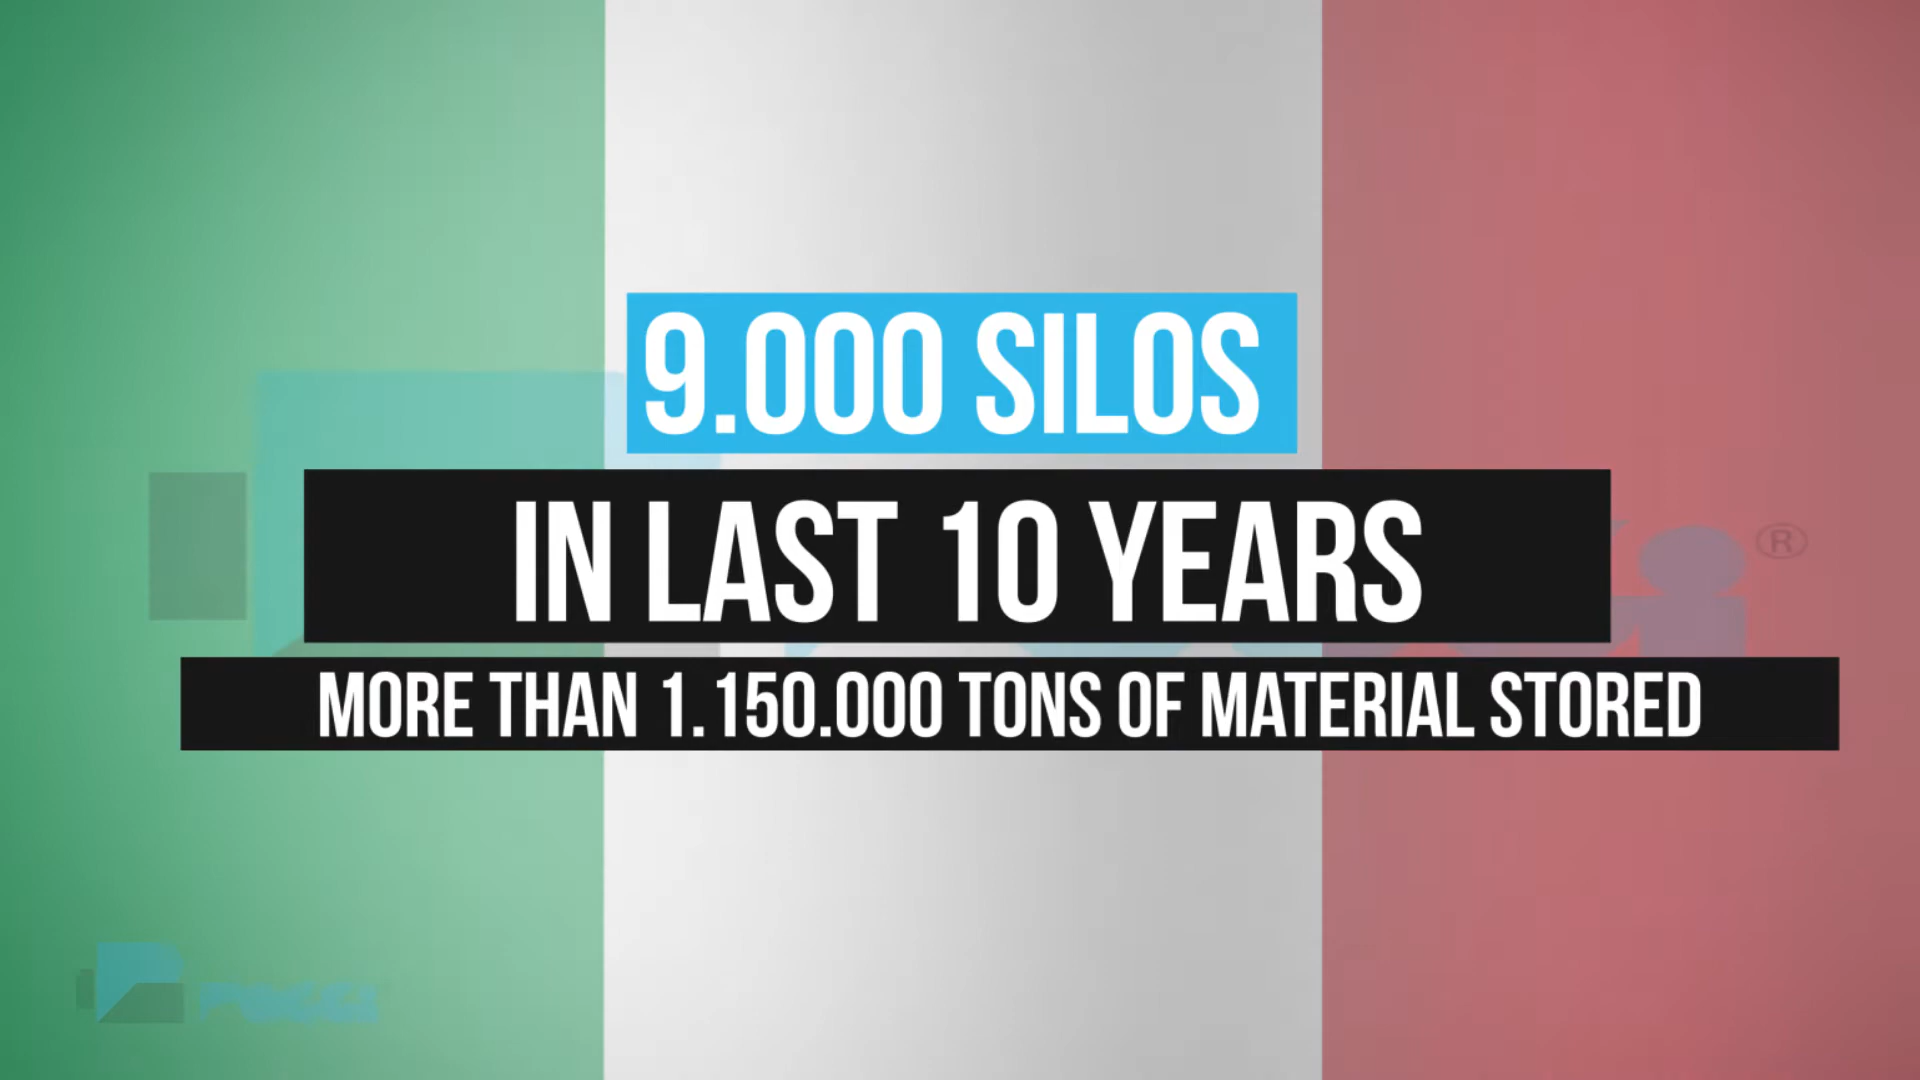 9.000 SILOS
IN LAST 10 YEARS
MORE THAN 1.150.000 TONS OF MATERIAL STORED
®